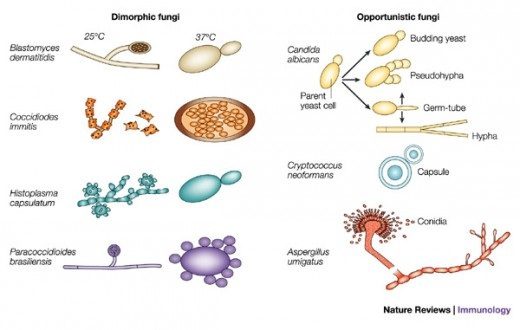 Dimorphic fungi
25°C
37°C
Blastomyces
dermatitidis
Coccidiodes
immitis
Histoplasma
capsulatum
Paracoccidioides
brasiliensis
Opportunistic fungi
Candida
albicans
Budding yeast
Pseudohypha
Parent
yeast cell
Germ-tube
Hypha
Cryptococcus
neoformans
Capsule
Conidia
Aspergillus
umigatus
Nature Reviews | Immunology